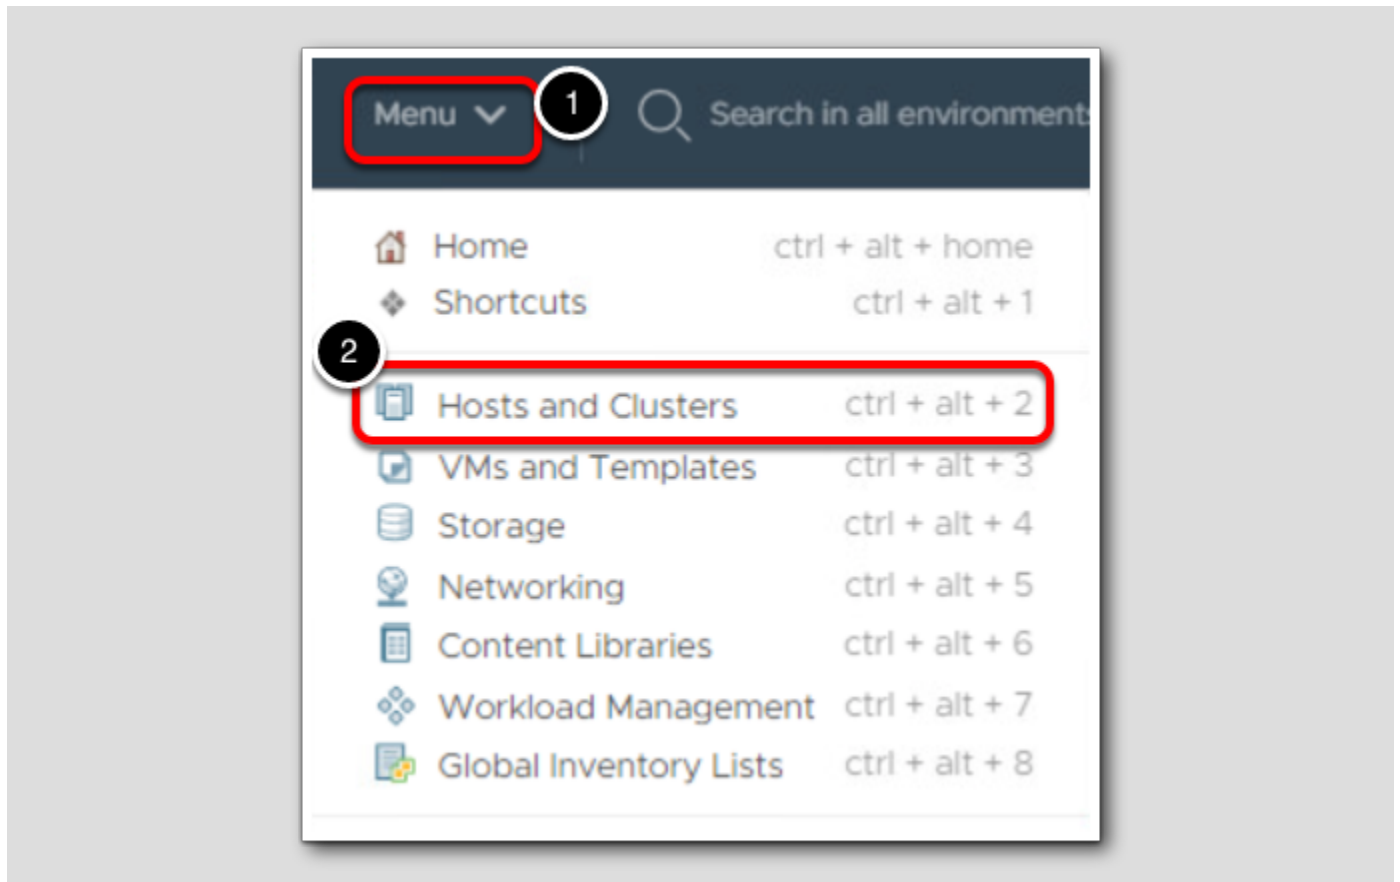 Menu 1 Search in all environments
Home ctrl + alt + home
Shortcuts ctrl + alt + 1
2
Hosts and Clusters ctrl + alt + 2
VMs and Templates ctrl + alt + 3
Storage ctrl + alt + 4
Networking ctrl + alt + 5
Content Libraries ctrl + alt + 6
Workload Management ctrl + alt + 7
Global Inventory Lists ctrl + alt + 8